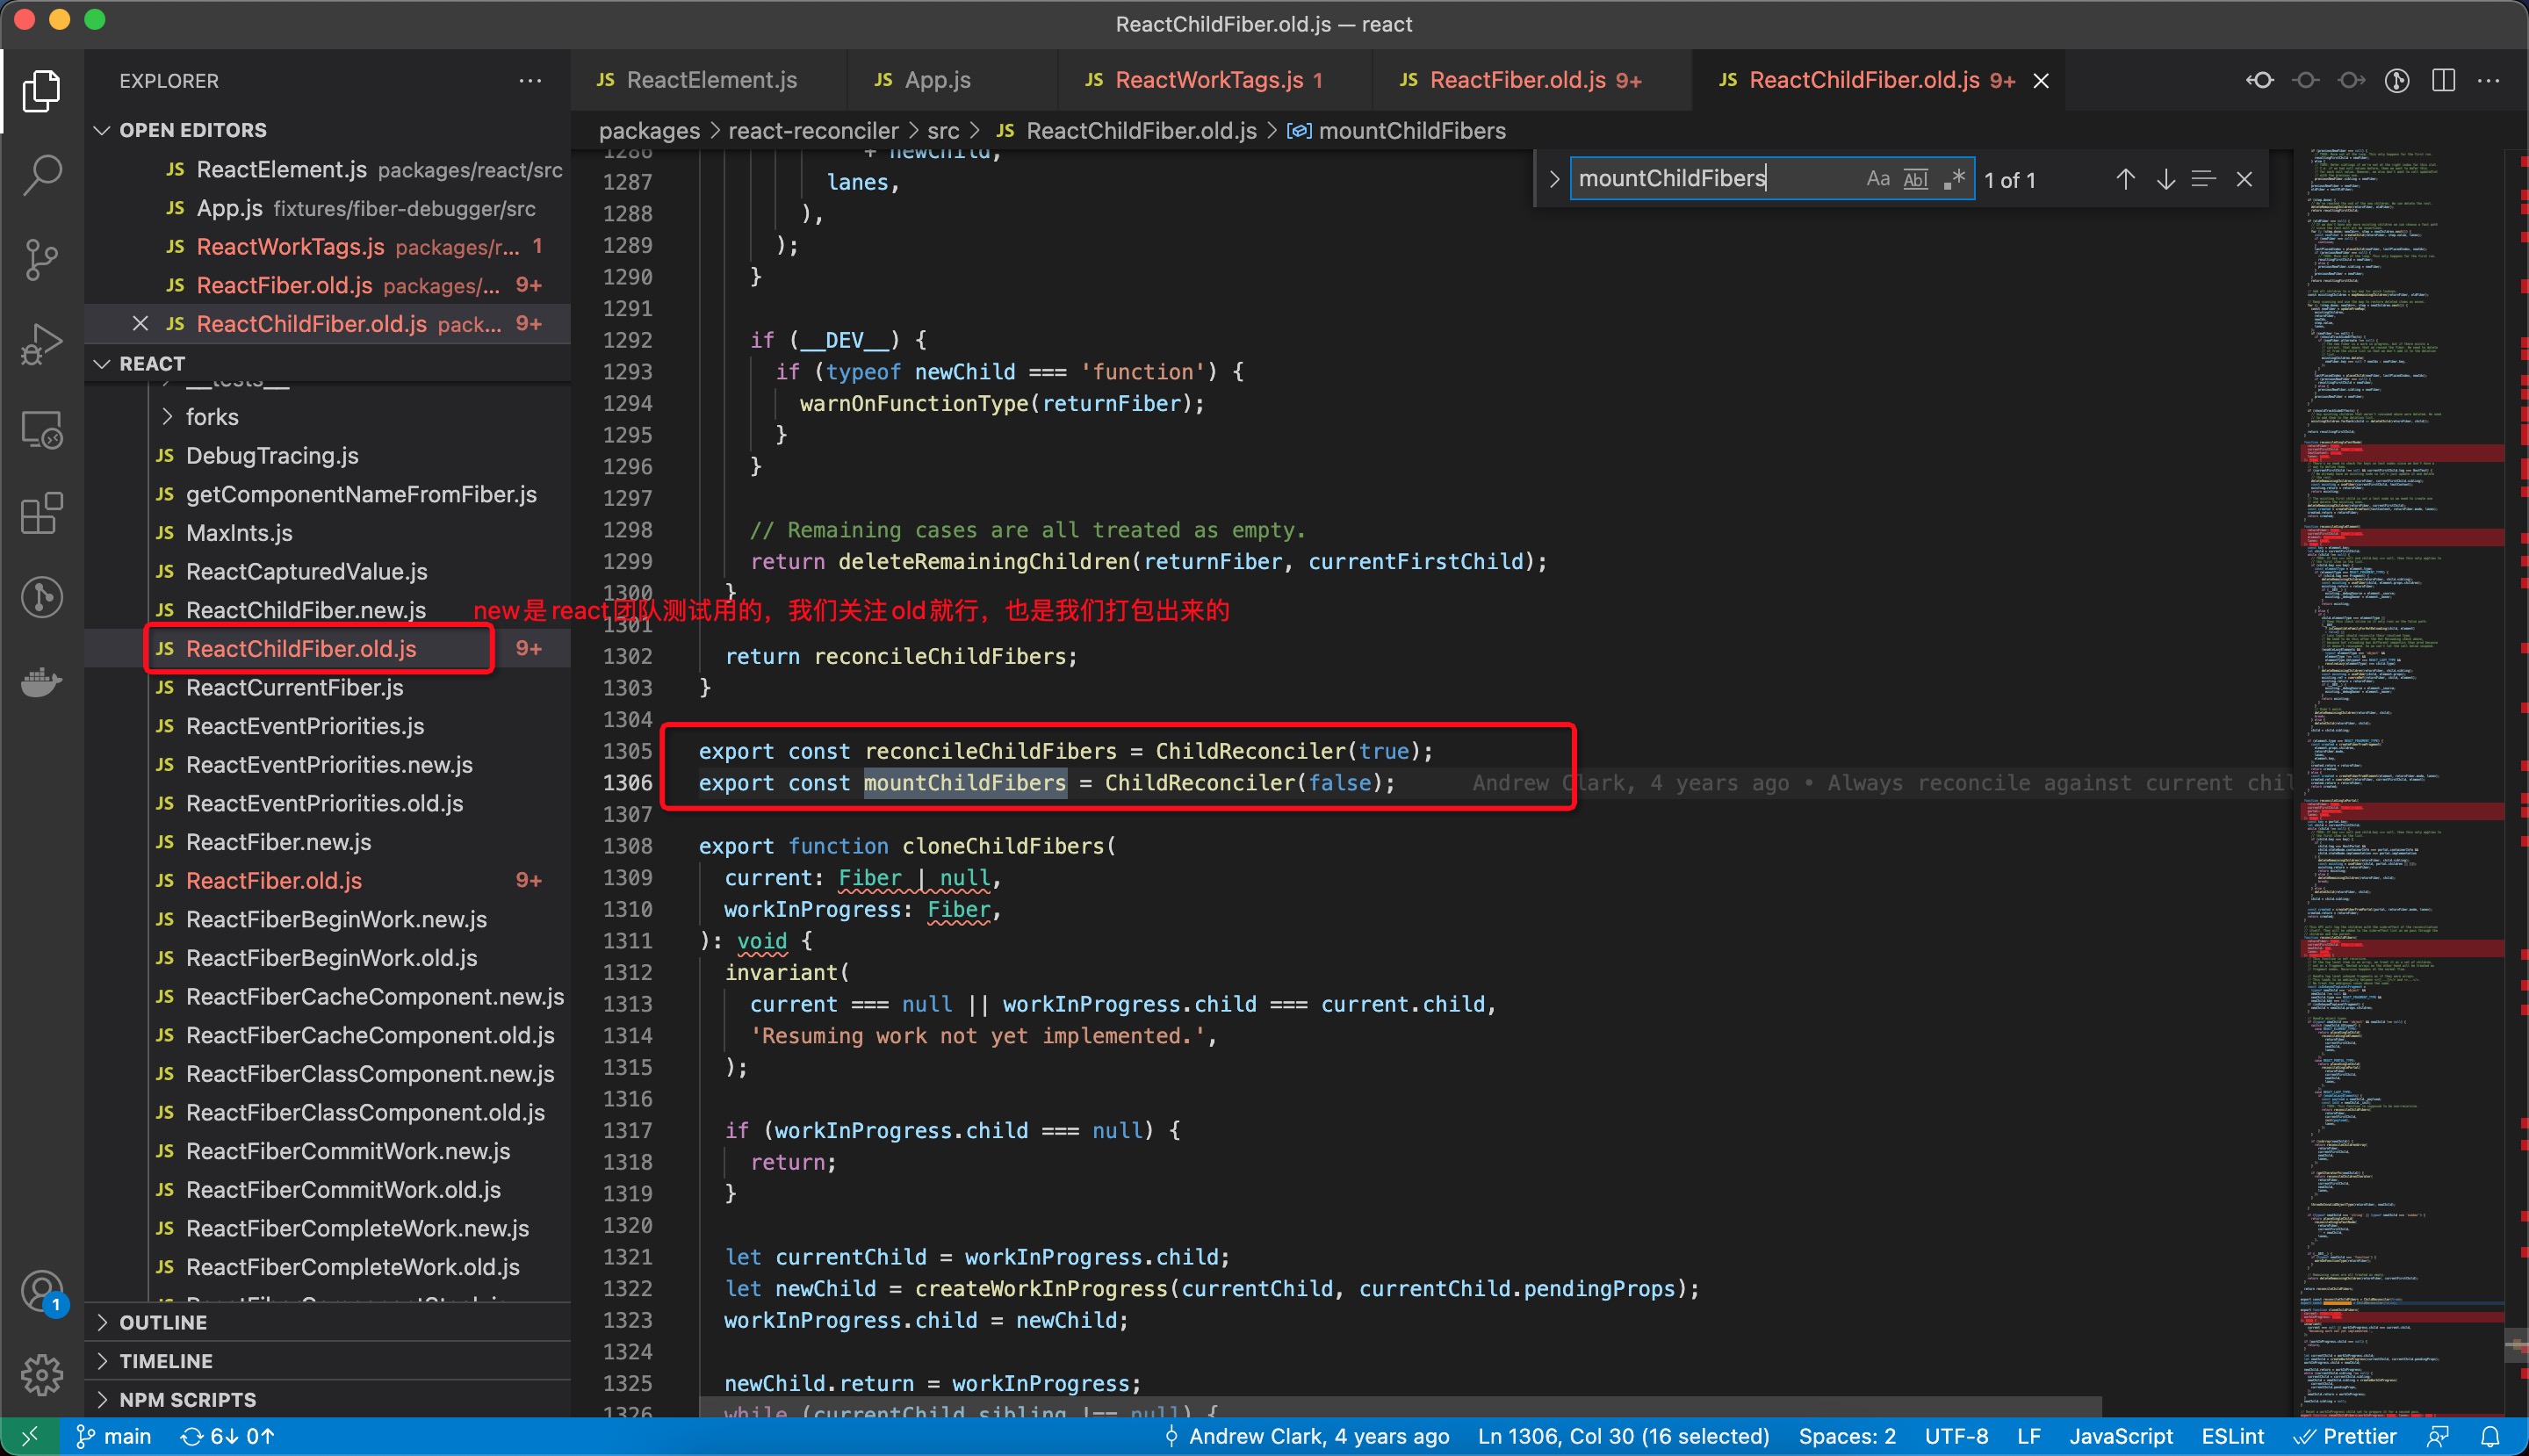 ReactChildFiber.old.js — react
EXPLORER
OPEN EDITORS
JS ReactElement.js packages/react/src
JS App.js fixtures/fiber-debugger/src
JS ReactWorkTags.js packages/r... 1
JS ReactFiber.old.js packages/... 9+
JS ReactChildFiber.old.js pack... 9+
REACT
__tests__
forks
JS DebugTracing.js
JS getComponentNameFromFiber.js
JS MaxInts.js
JS ReactCapturedValue.js
JS ReactChildFiber.new.js
JS ReactChildFiber.old.js 9+
JS ReactCurrentFiber.js
JS ReactEventPriorities.js
JS ReactEventPriorities.new.js
JS ReactEventPriorities.old.js
JS ReactFiber.new.js
JS ReactFiber.old.js 9+
JS ReactFiberBeginWork.new.js
JS ReactFiberBeginWork.old.js
JS ReactFiberCacheComponent.new.js
JS ReactFiberCacheComponent.old.js
JS ReactFiberClassComponent.new.js
JS ReactFiberClassComponent.old.js
JS ReactFiberCommitWork.new.js
JS ReactFiberCommitWork.old.js
JS ReactFiberCompleteWork.new.js
JS ReactFiberCompleteWork.old.js
OUTLINE
TIMELINE
NPM SCRIPTS
1
JS ReactElement.js
JS App.js
JS ReactWorkTags.js 1
JS ReactFiber.old.js 9+
JS ReactChildFiber.old.js 9+
packages > react-reconciler > src > JS ReactChildFiber.old.js > mountChildFibers
mountChildFibers Aa Abl .* 1 of 1
1286 + newChild,
1287 lanes,
1288 ),
1289 );
1290 }
1291
1292 if (__DEV__) {
1293 if (typeof newChild === 'function') {
1294 warnOnFunctionType(returnFiber);
1295 }
1296 }
1297
1298 // Remaining cases are all treated as empty.
1299 return deleteRemainingChildren(returnFiber, currentFirstChild);
1300 }
new是react团队测试用的，我们关注old就行，也是我们打包出来的
1301
1302 return reconcileChildFibers;
1303 }
1304
1305 export const reconcileChildFibers = ChildReconciler(true);
1306 export const mountChildFibers = ChildReconciler(false); Andrew Clark, 4 years ago • Always reconcile against current chil
1307
1308 export function cloneChildFibers(
1309 current: Fiber | null,
1310 workInProgress: Fiber,
1311 ): void {
1312 invariant(
1313 current === null || workInProgress.child === current.child,
1314 'Resuming work not yet implemented.',
1315 );
1316
1317 if (workInProgress.child === null) {
1318 return;
1319 }
1320
1321 let currentChild = workInProgress.child;
1322 let newChild = createWorkInProgress(currentChild, currentChild.pendingProps);
1323 workInProgress.child = newChild;
1324
1325 newChild.return = workInProgress;
1326 while (currentChild.sibling !== null) {
main 6↓ 0↑ Andrew Clark, 4 years ago Ln 1306, Col 30 (16 selected) Spaces: 2 UTF-8 LF JavaScript ESLint Prettier